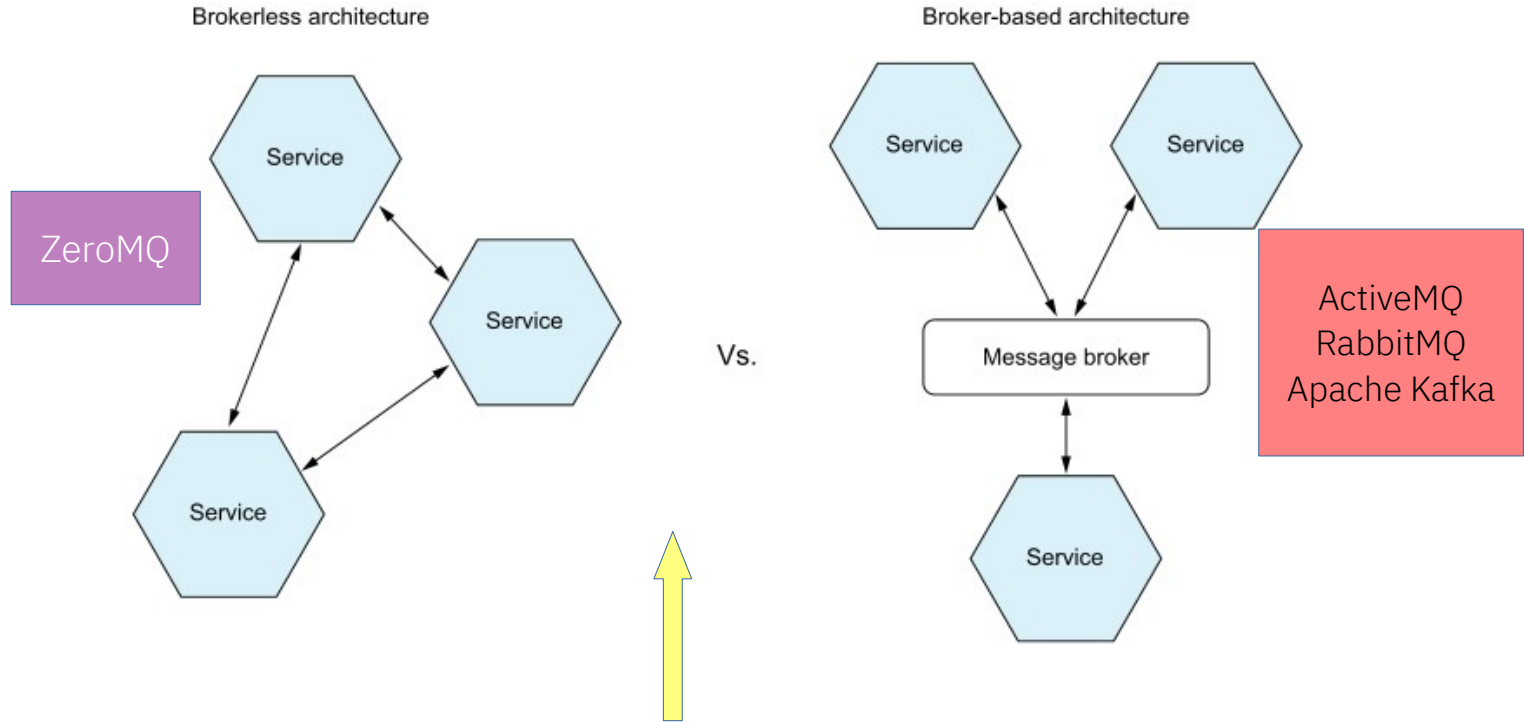 Brokerless architecture
Service
ZeroMQ
Service
Service
Vs.
Broker-based architecture
Service
Service
Message broker
ActiveMQ
RabbitMQ
Apache Kafka
Service